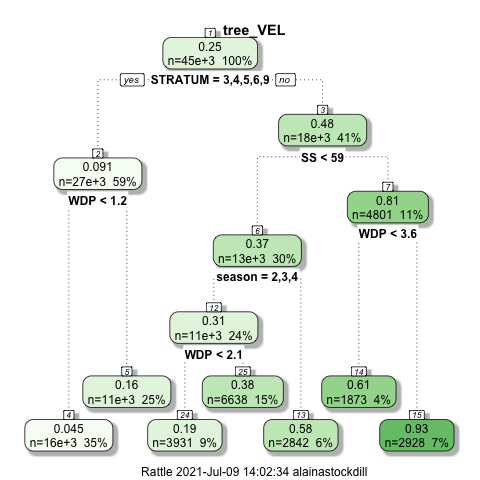 tree_VEL
1
0.25
n=45e+3 100%
yes STRATUM = 3,4,5,6,9 no
3
0.48
n=18e+3 41%
SS < 59
2
0.091
n=27e+3 59%
WDP < 1.2
7
0.81
n=4801 11%
WDP < 3.6
6
0.37
n=13e+3 30%
season = 2,3,4
12
0.31
n=11e+3 24%
WDP < 2.1
5
0.16
n=11e+3 25%
25
0.38
n=6638 15%
14
0.61
n=1873 4%
4
0.045
n=16e+3 35%
24
0.19
n=3931 9%
13
0.58
n=2842 6%
15
0.93
n=2928 7%
Rattle 2021-Jul-09 14:02:34 alainastockdill